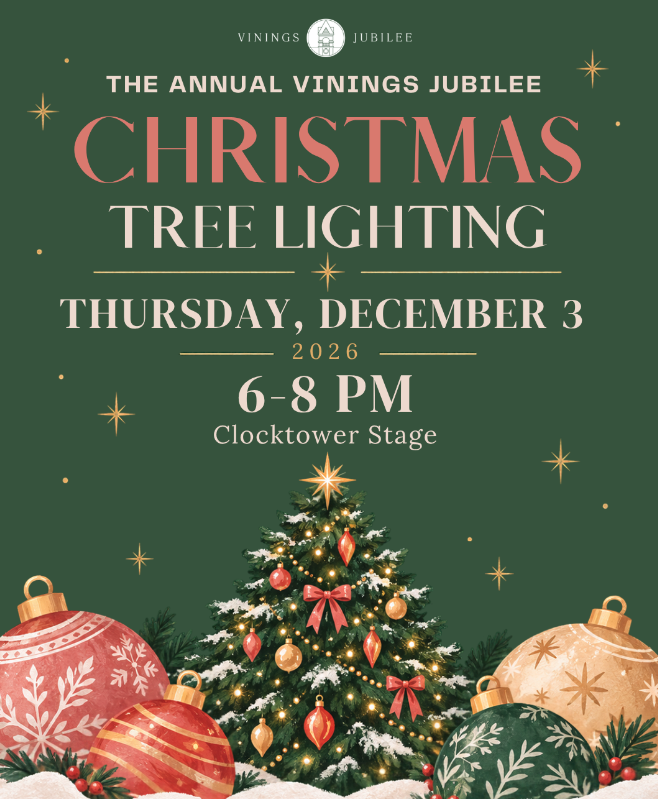 VININGS JUBILEE
THE ANNUAL VININGS JUBILEE
CHRISTMAS
TREE LIGHTING
THURSDAY, DECEMBER 3
2026
6-8 PM
Clocktower Stage